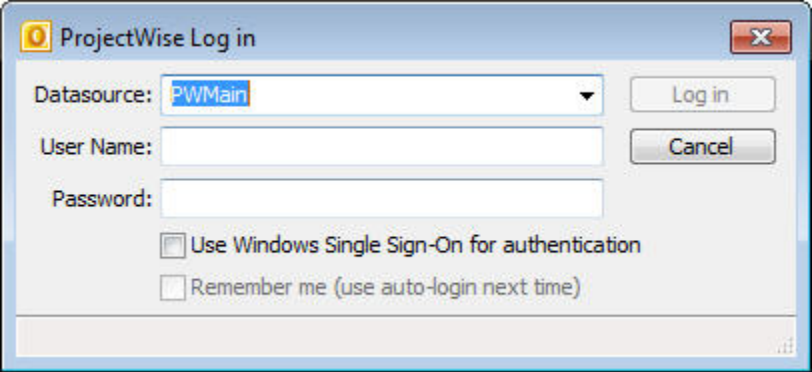 ProjectWise Log in
Datasource: PWMain Log in
User Name: Cancel
Password:
Use Windows Single Sign-On for authentication
Remember me (use auto-login next time)